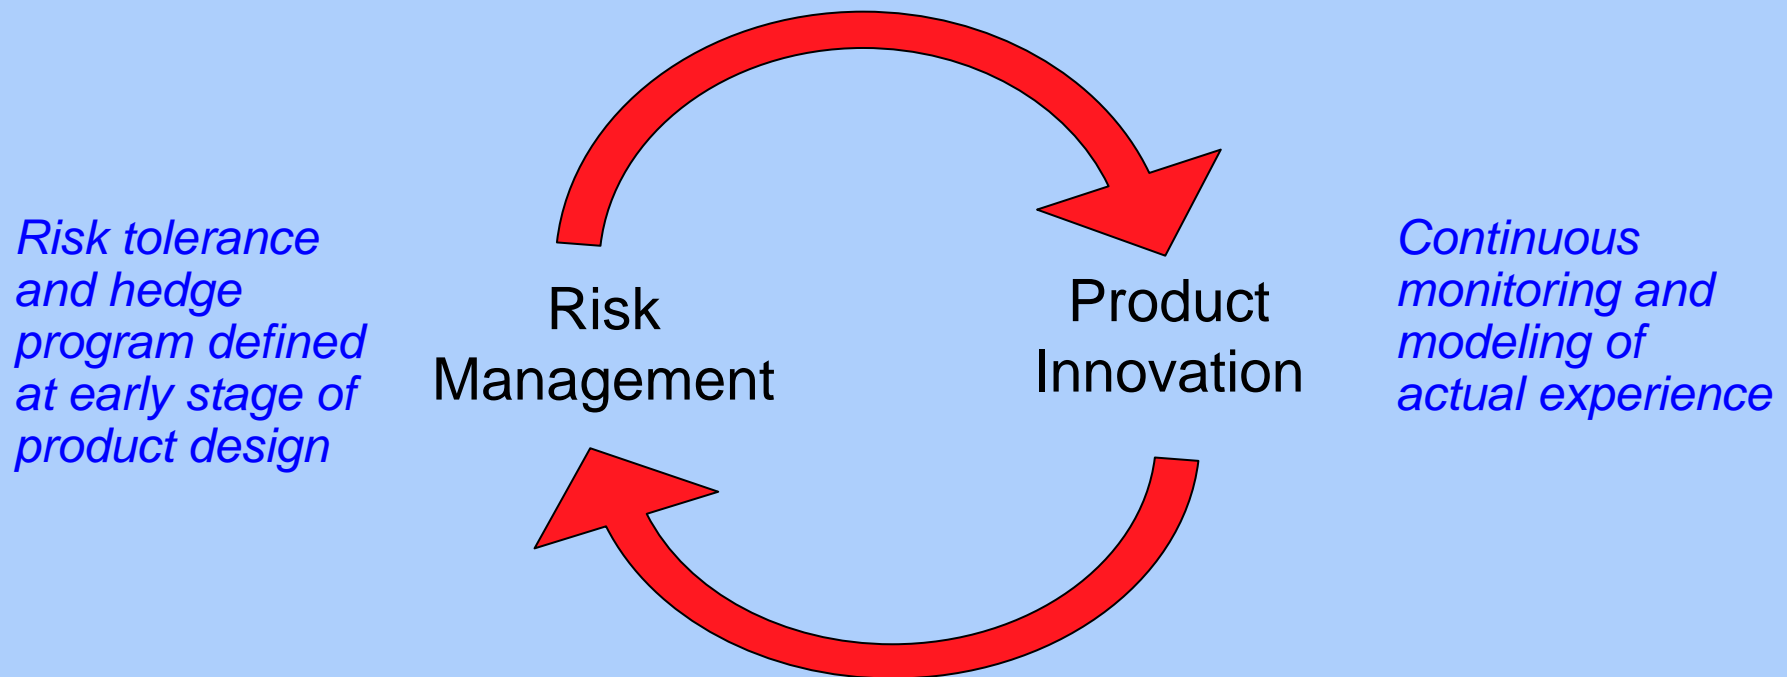 Risk tolerance
and hedge
program defined
at early stage of
product design
Risk
Management
Product
Innovation
Continuous
monitoring and
modeling of
actual experience